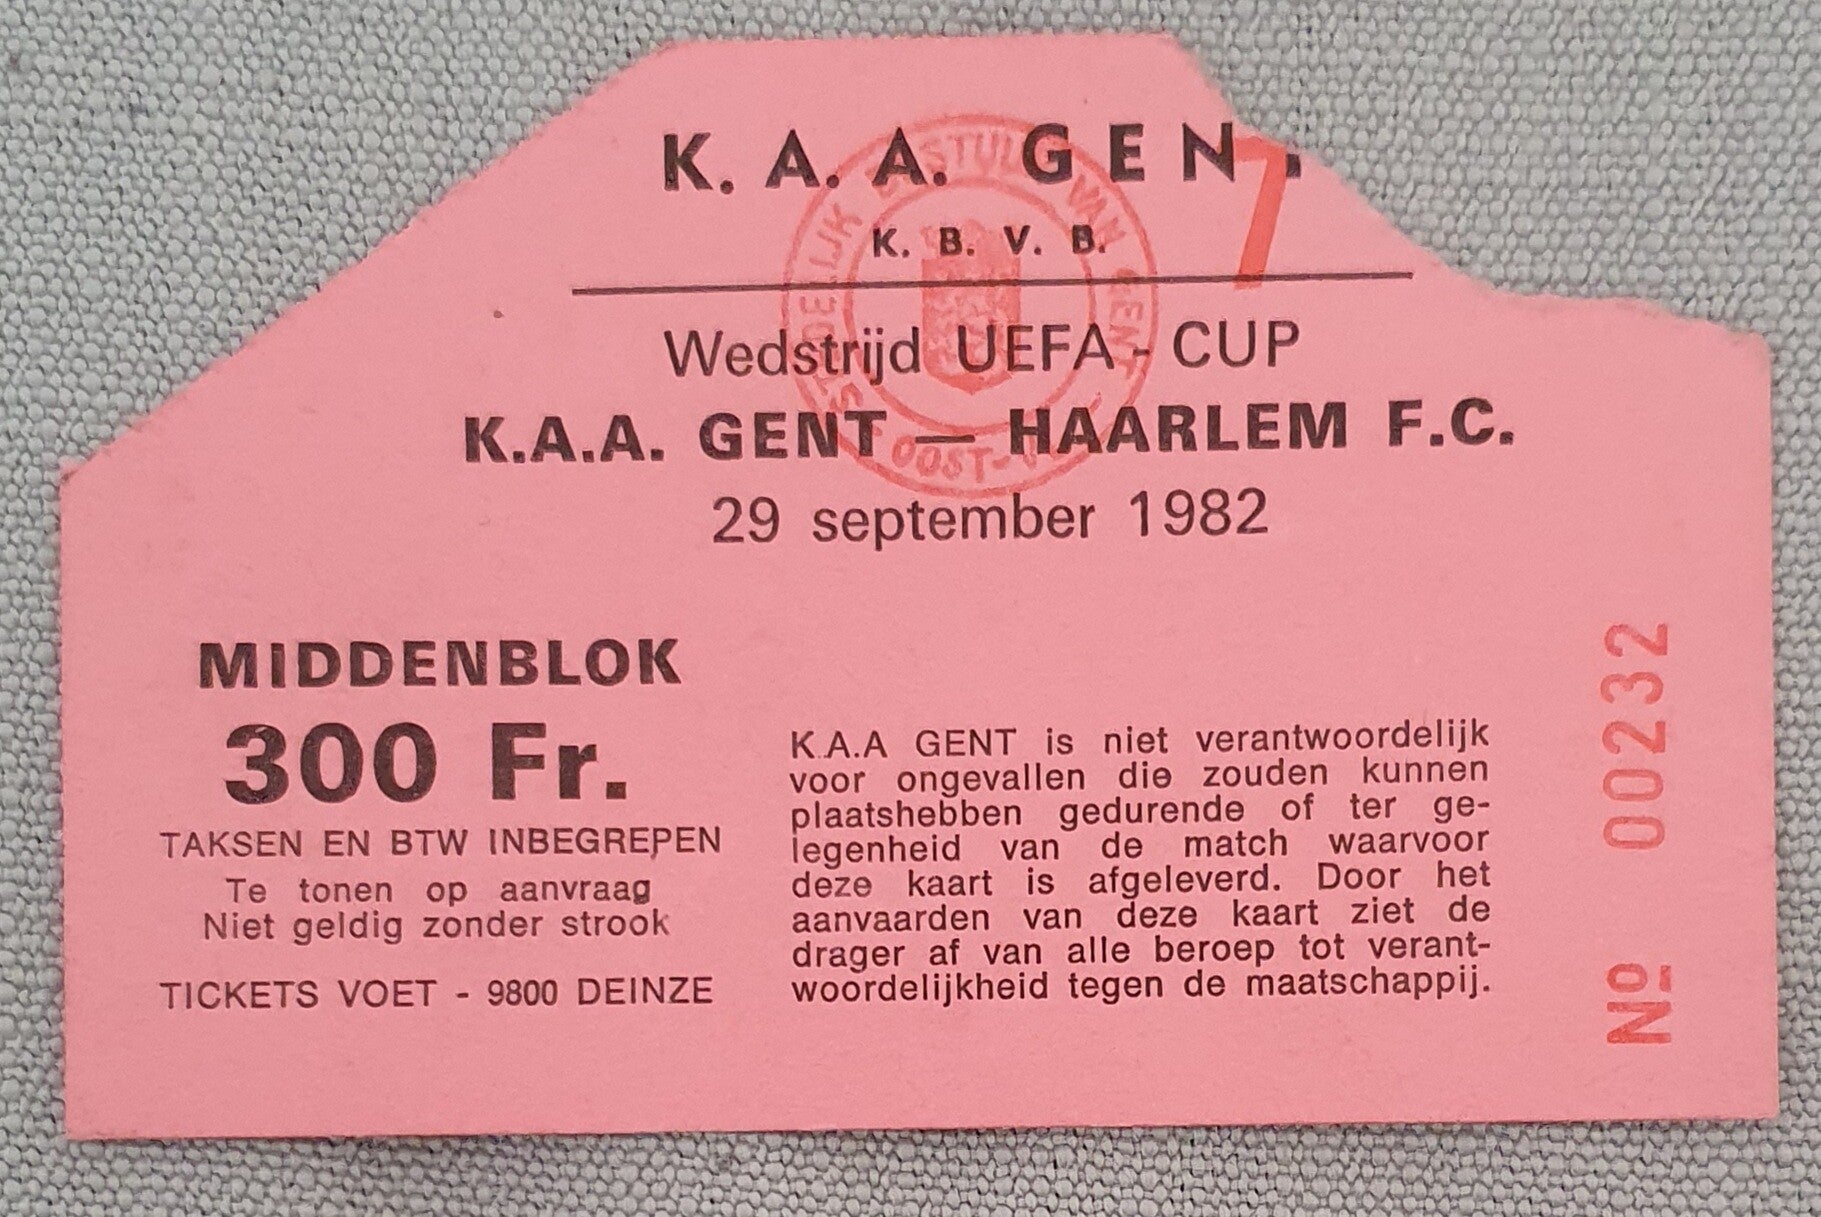 K. A. A. GEN
K. B. V. B.
Wedstrijd UEFA - CUP
K.A.A. GENT — HAARLEM F.C.
29 september 1982
MIDDENBLOK
300 Fr.
TAKSEN EN BTW INBEGREPEN
Te tonen op aanvraag
Niet geldig zonder strook
TICKETS VOET - 9800 DEINZE
K.A.A GENT is niet verantwoordelijk
voor ongevallen die zouden kunnen
plaatshebben gedurende of ter ge-
legenheid van de match waarvoor
deze kaart is afgeleverd. Door het
aanvaarden van deze kaart ziet de
drager af van alle beroep tot verant-
woordelijkheid tegen de maatschappij.
Nº 00232
VAN GENT
OOST-